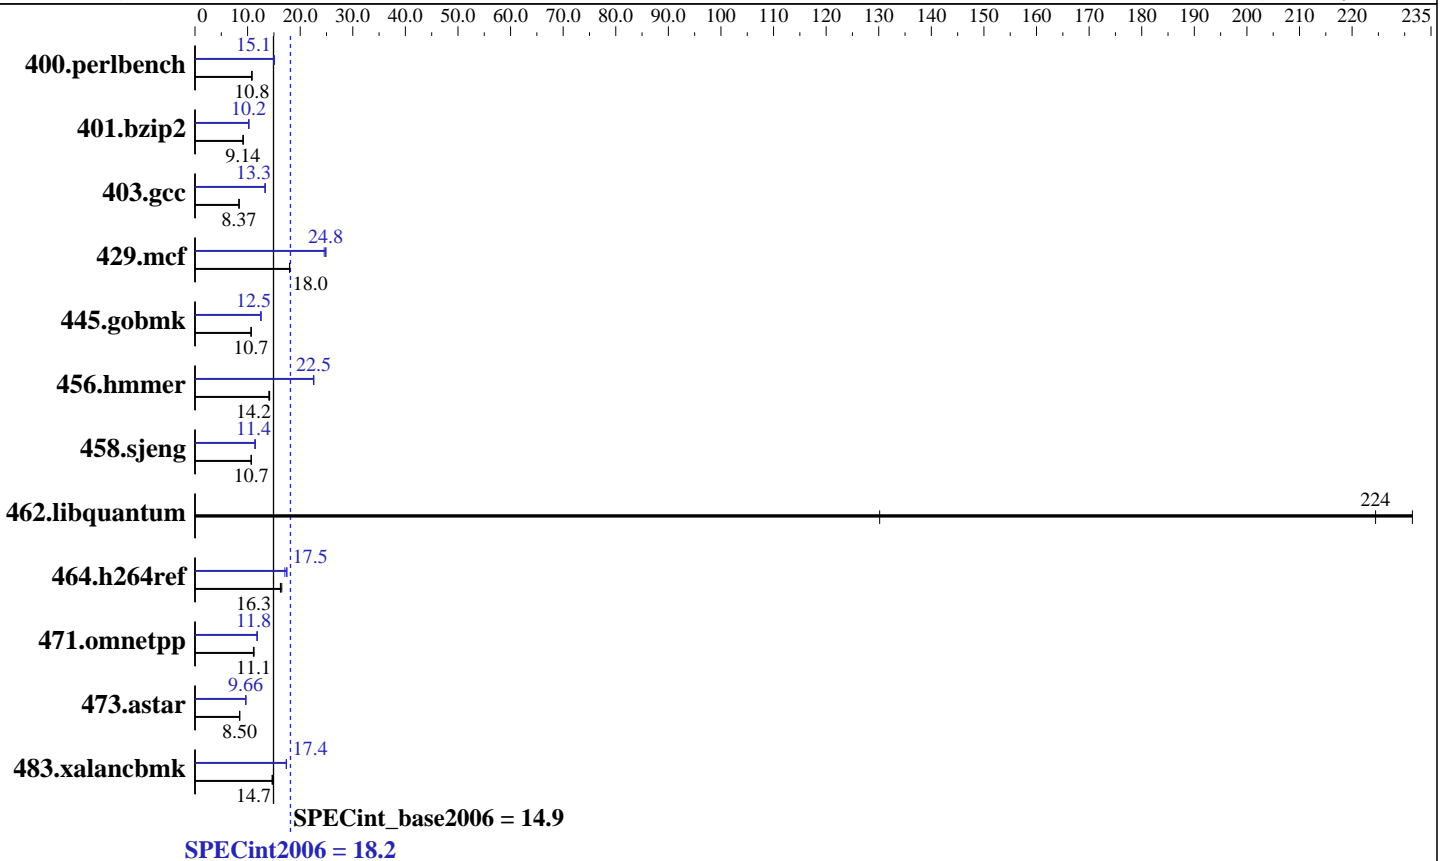 0 10.0 20.0 30.0 40.0 50.0 60.0 70.0 80.0 90.0 100 110 120 130 140 150 160 170 180 190 200 210 220 235
15.1
400.perlbench
10.8
10.2
401.bzip2
9.14
13.3
403.gcc
8.37
24.8
429.mcf
18.0
12.5
445.gobmk
10.7
22.5
456.hmmer
14.2
11.4
458.sjeng
10.7
224
462.libquantum
17.5
464.h264ref
16.3
11.8
471.omnetpp
11.1
9.66
473.astar
8.50
17.4
483.xalancbmk
14.7
SPECint_base2006 = 14.9
SPECint2006 = 18.2